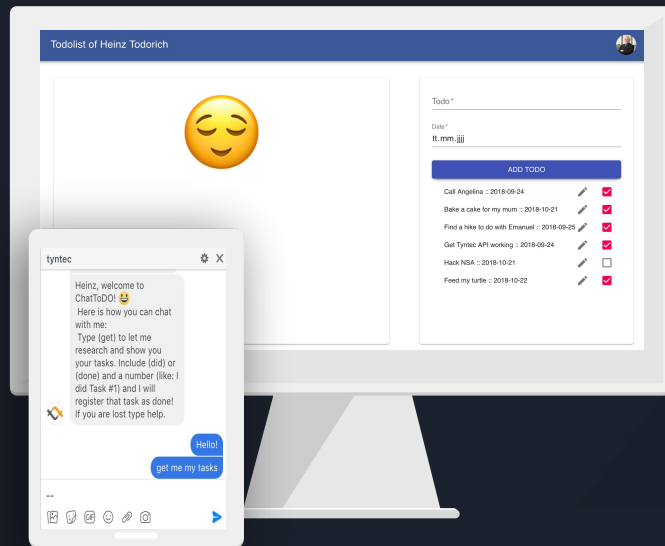 Todolist of Heinz Todorich
Todo*
Date*
tt.mm.jjjj
ADD TODO
Call Angelina :: 2018-09-24
Bake a cake for my mum :: 2018-10-21
Find a hike to do with Emanuel :: 2018-09-25
Get Tyntec API working :: 2018-09-24
Hack NSA :: 2018-10-21
Feed my turtle :: 2018-10-22
tyntec
Heinz, welcome to
ChatToDO! 😃
Here is how you can chat
with me:
Type (get) to let me
research and show you
your tasks. Include (did) or
(done) and a number (like: I
did Task #1) and I will
register that task as done!
If you are lost type help.
Hello!
get me my tasks
--
GIF